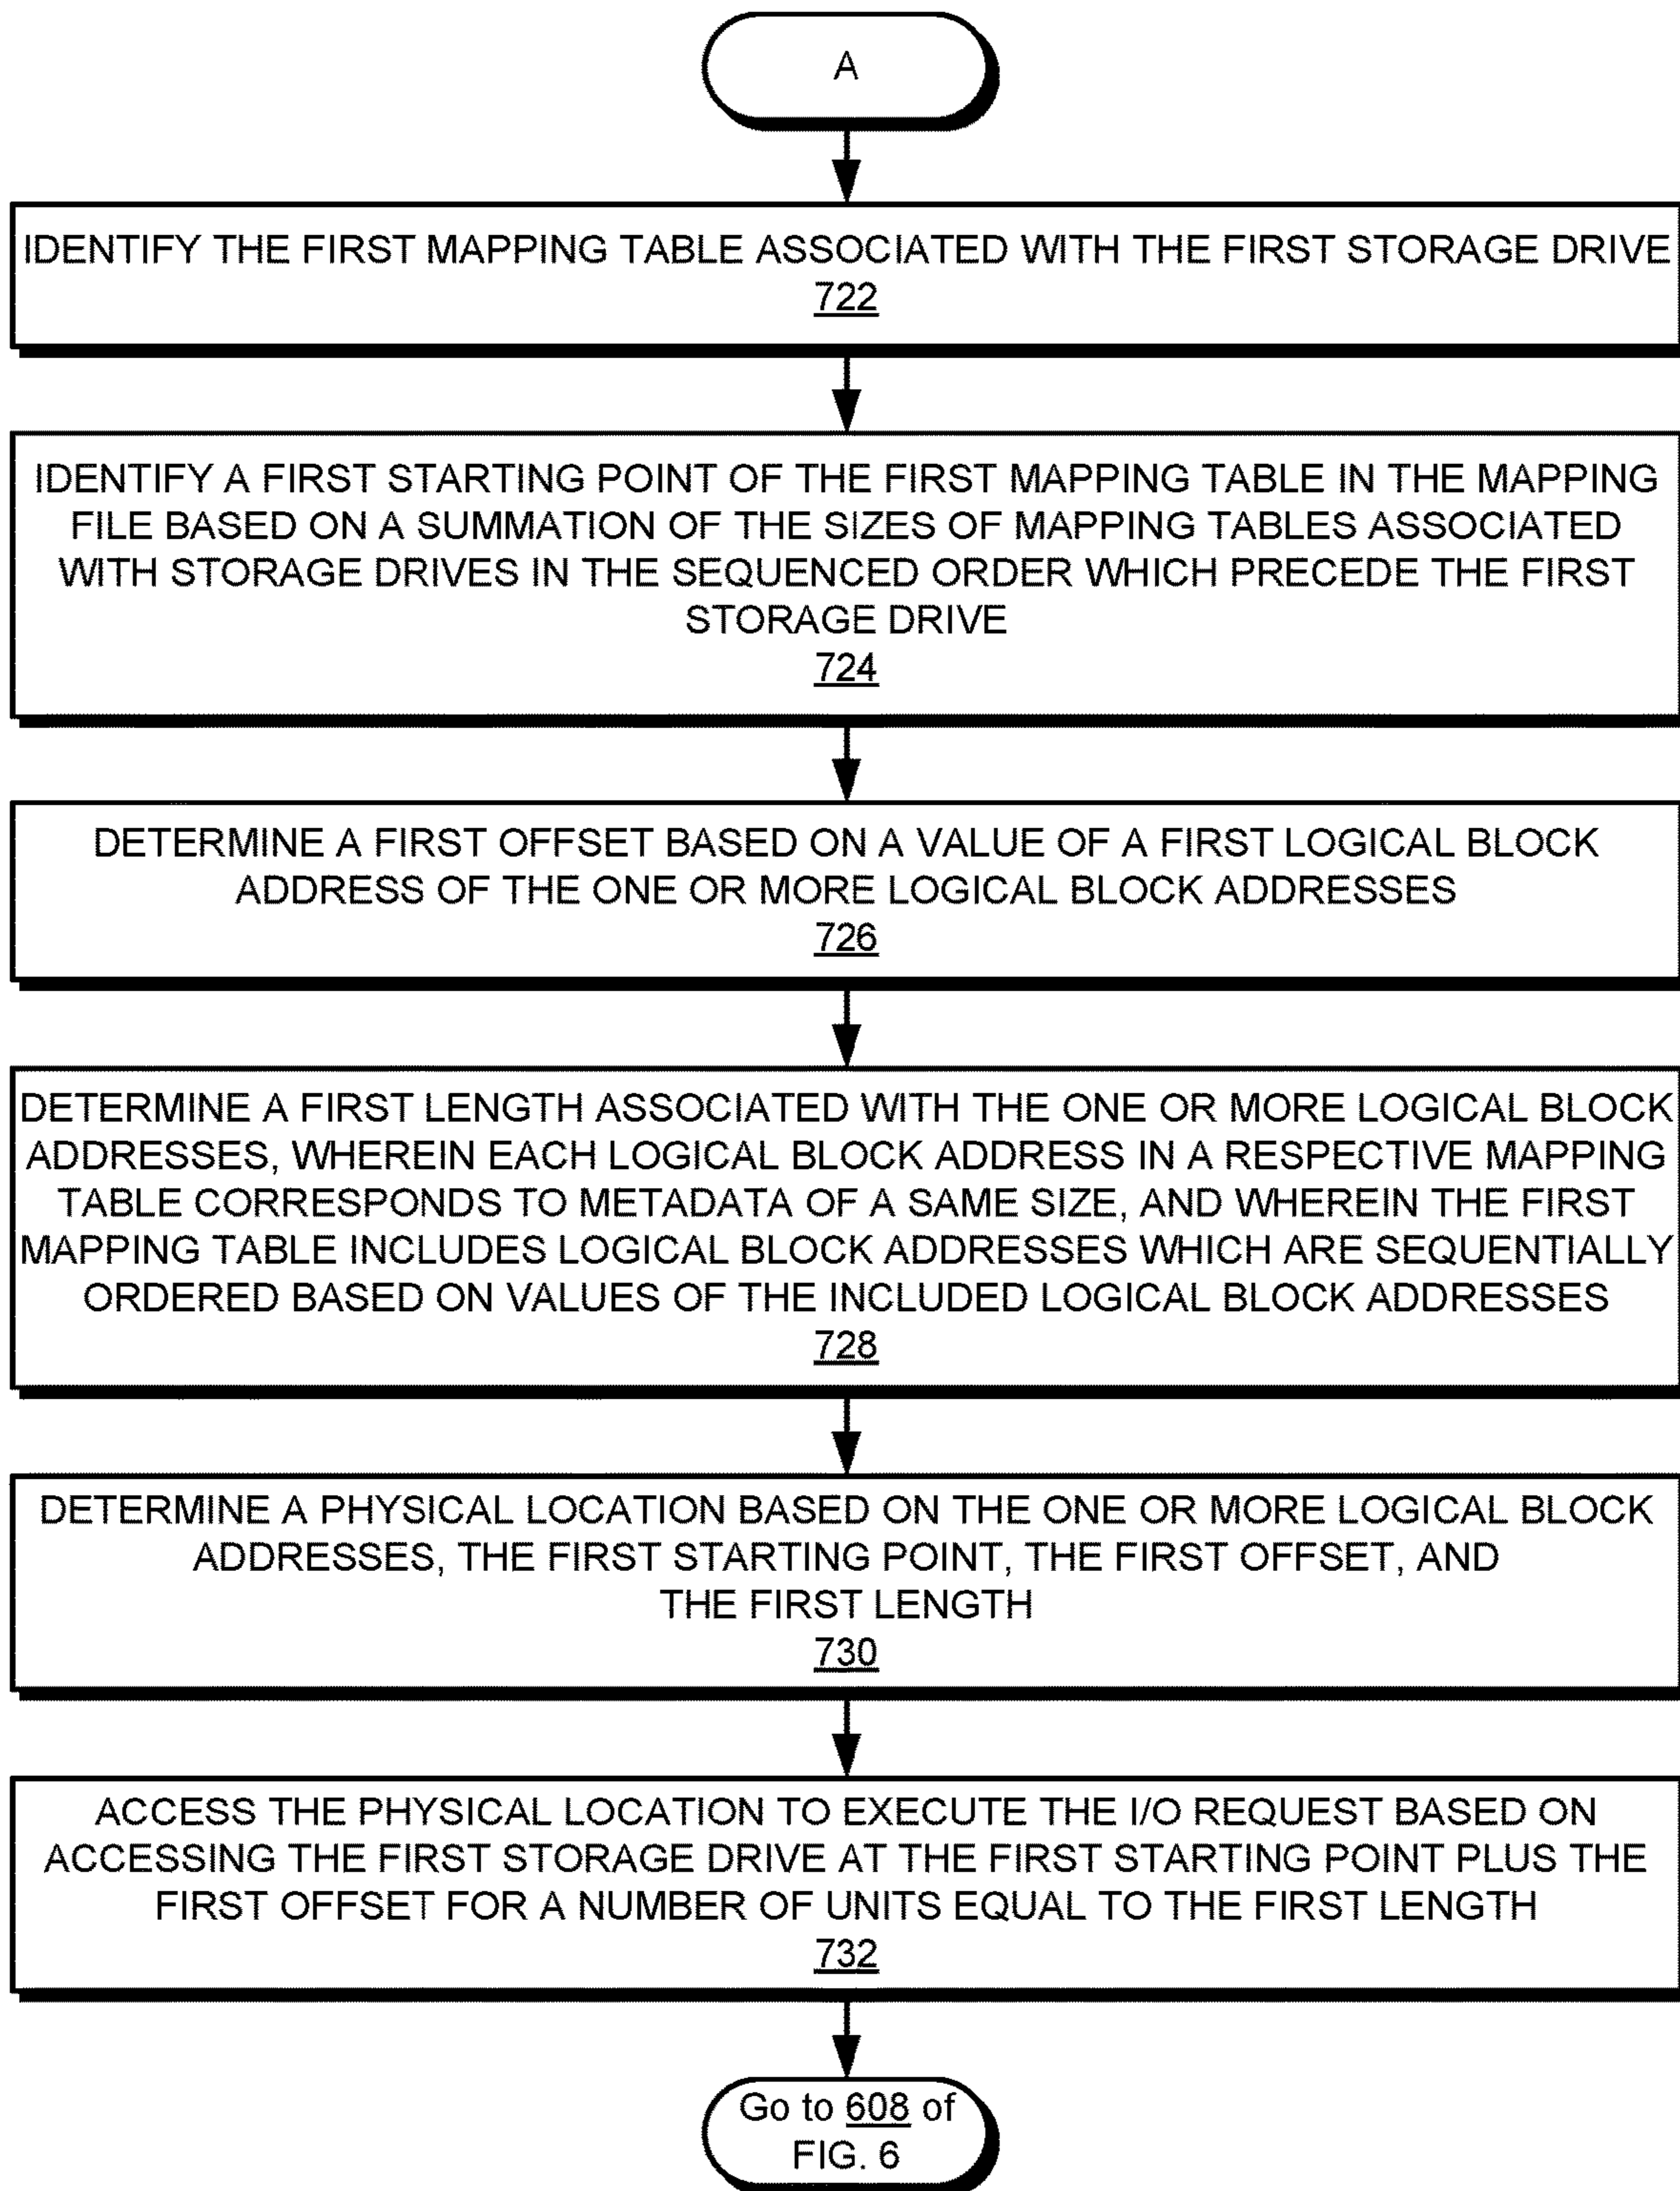 A
IDENTIFY THE FIRST MAPPING TABLE ASSOCIATED WITH THE FIRST STORAGE DRIVE
722
IDENTIFY A FIRST STARTING POINT OF THE FIRST MAPPING TABLE IN THE MAPPING
FILE BASED ON A SUMMATION OF THE SIZES OF MAPPING TABLES ASSOCIATED
WITH STORAGE DRIVES IN THE SEQUENCED ORDER WHICH PRECEDE THE FIRST
STORAGE DRIVE
724
DETERMINE A FIRST OFFSET BASED ON A VALUE OF A FIRST LOGICAL BLOCK
ADDRESS OF THE ONE OR MORE LOGICAL BLOCK ADDRESSES
726
DETERMINE A FIRST LENGTH ASSOCIATED WITH THE ONE OR MORE LOGICAL BLOCK
ADDRESSES, WHEREIN EACH LOGICAL BLOCK ADDRESS IN A RESPECTIVE MAPPING
TABLE CORRESPONDS TO METADATA OF A SAME SIZE, AND WHEREIN THE FIRST
MAPPING TABLE INCLUDES LOGICAL BLOCK ADDRESSES WHICH ARE SEQUENTIALLY
ORDERED BASED ON VALUES OF THE INCLUDED LOGICAL BLOCK ADDRESSES
728
DETERMINE A PHYSICAL LOCATION BASED ON THE ONE OR MORE LOGICAL BLOCK
ADDRESSES, THE FIRST STARTING POINT, THE FIRST OFFSET, AND
THE FIRST LENGTH
730
ACCESS THE PHYSICAL LOCATION TO EXECUTE THE I/O REQUEST BASED ON
ACCESSING THE FIRST STORAGE DRIVE AT THE FIRST STARTING POINT PLUS THE
FIRST OFFSET FOR A NUMBER OF UNITS EQUAL TO THE FIRST LENGTH
732
Go to 608 of
FIG. 6